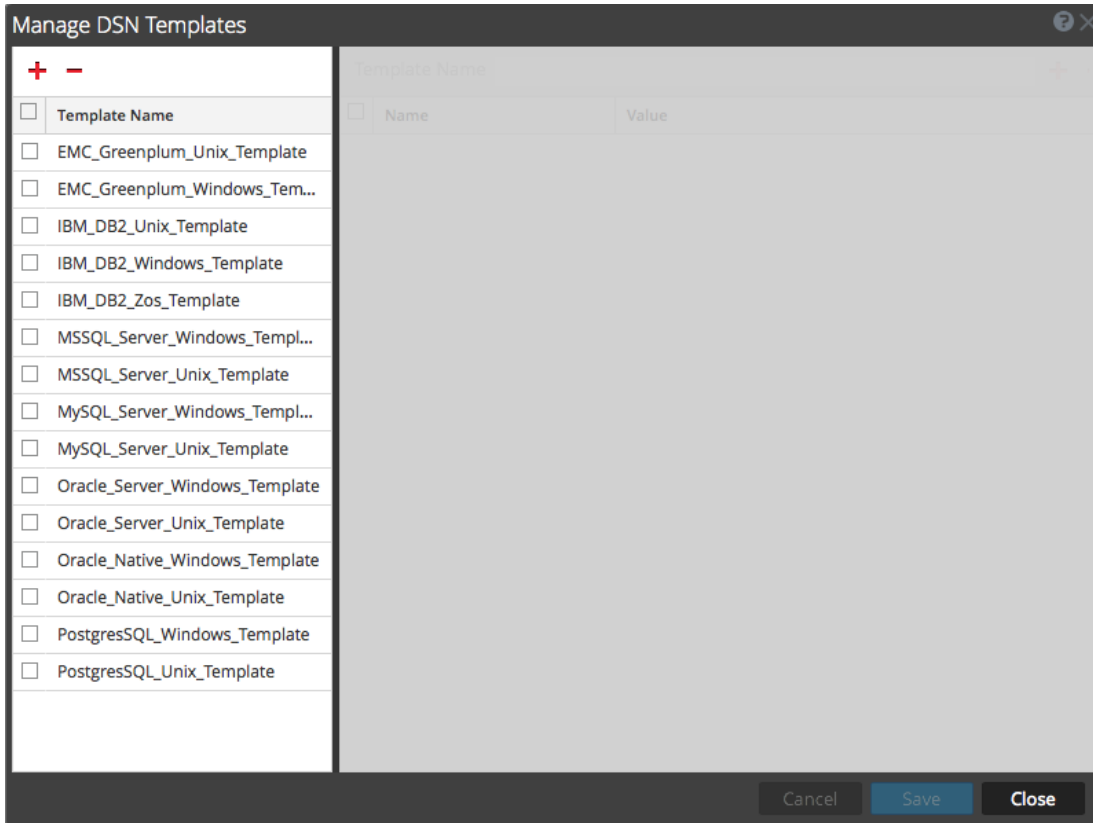 Manage DSN Templates
Template Name
Template Name
Name Value
EMC_Greenplum_Unix_Template
EMC_Greenplum_Windows_Tem...
IBM_DB2_Unix_Template
IBM_DB2_Windows_Template
IBM_DB2_Zos_Template
MSSQL_Server_Windows_Templ...
MSSQL_Server_Unix_Template
MySQL_Server_Windows_Templ...
MySQL_Server_Unix_Template
Oracle_Server_Windows_Template
Oracle_Server_Unix_Template
Oracle_Native_Windows_Template
Oracle_Native_Unix_Template
PostgresSQL_Windows_Template
PostgresSQL_Unix_Template
Cancel Save Close